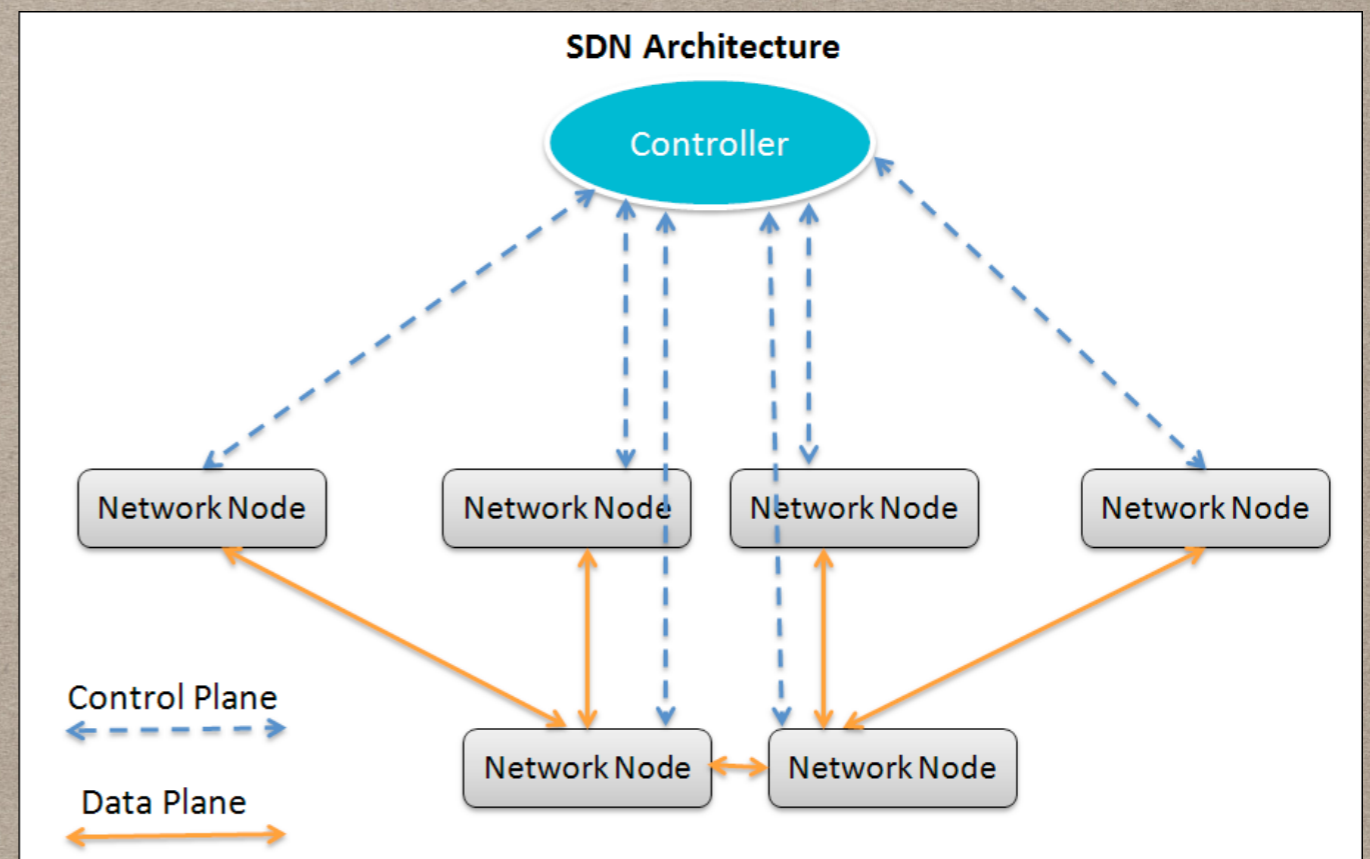 SDN Architecture
Controller
Network Node
Network Node
Network Node
Network Node
Control Plane
Network Node
Network Node
Data Plane